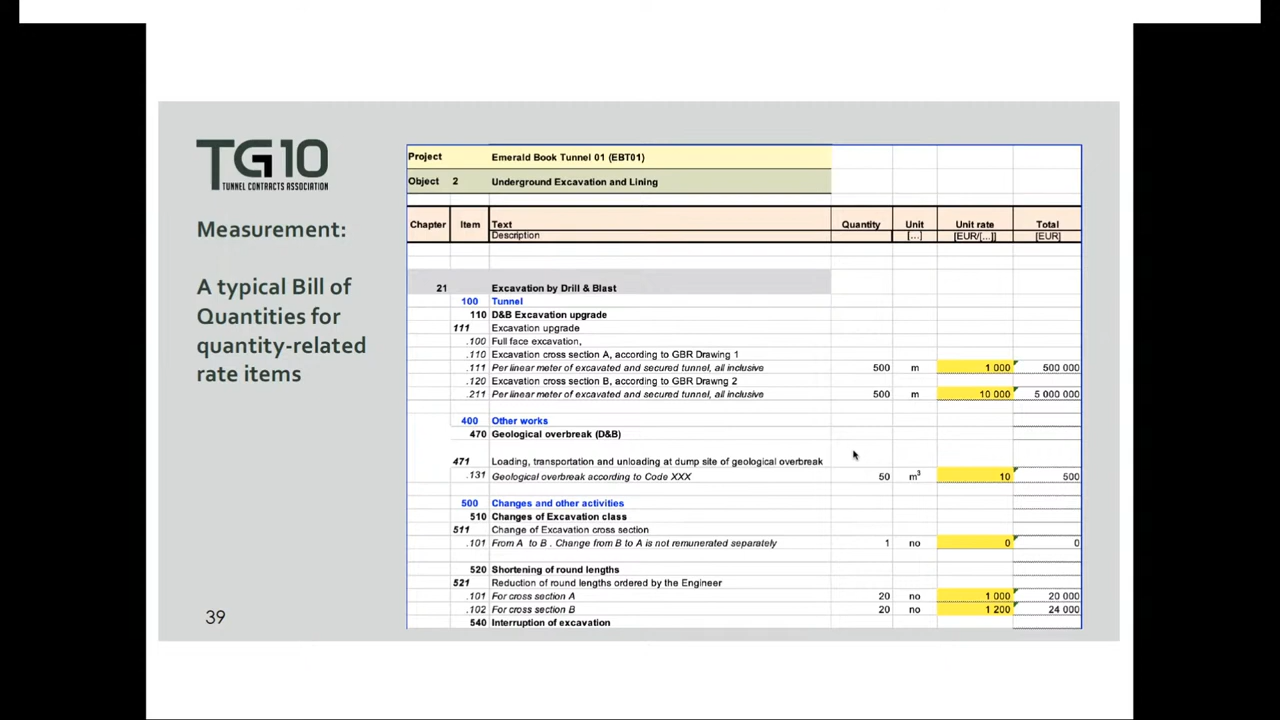 TG10
TUNNEL CONTRACTS ASSOCIATION
Measurement:
A typical Bill of
Quantities for
quantity-related
rate items
39
Project Emerald Book Tunnel 01 (EBT01)
Object 2 Underground Excavation and Lining
Chapter Item Text Quantity Unit Unit rate Total
Description [...] [EUR/[...]] [EUR]
21 Excavation by Drill & Blast
100 Tunnel
110 D&B Excavation upgrade
111 Excavation upgrade
.100 Full face excavation,
.110 Excavation cross section A, according to GBR Drawing 1
.111 Per linear meter of excavated and secured tunnel, all inclusive 500 m 1 000 500 000
.120 Excavation cross section B, according to GBR Drawng 2
.211 Per linear meter of excavated and secured tunnel, all inclusive 500 m 10 000 5 000 000
400 Other works
470 Geological overbreak (D&B)
471 Loading, transportation and unloading at dump site of geological overbreak
.131 Geological overbreak according to Code XXX 50 m³ 10 500
500 Changes and other activities
510 Changes of Excavation class
511 Change of Excavation cross section
.101 From A to B . Change from B to A is not remunerated separately 1 no 0 0
520 Shortening of round lengths
521 Reduction of round lengths ordered by the Engineer
.101 For cross section A 20 no 1 000 20 000
.102 For cross section B 20 no 1 200 24 000
540 Interruption of excavation